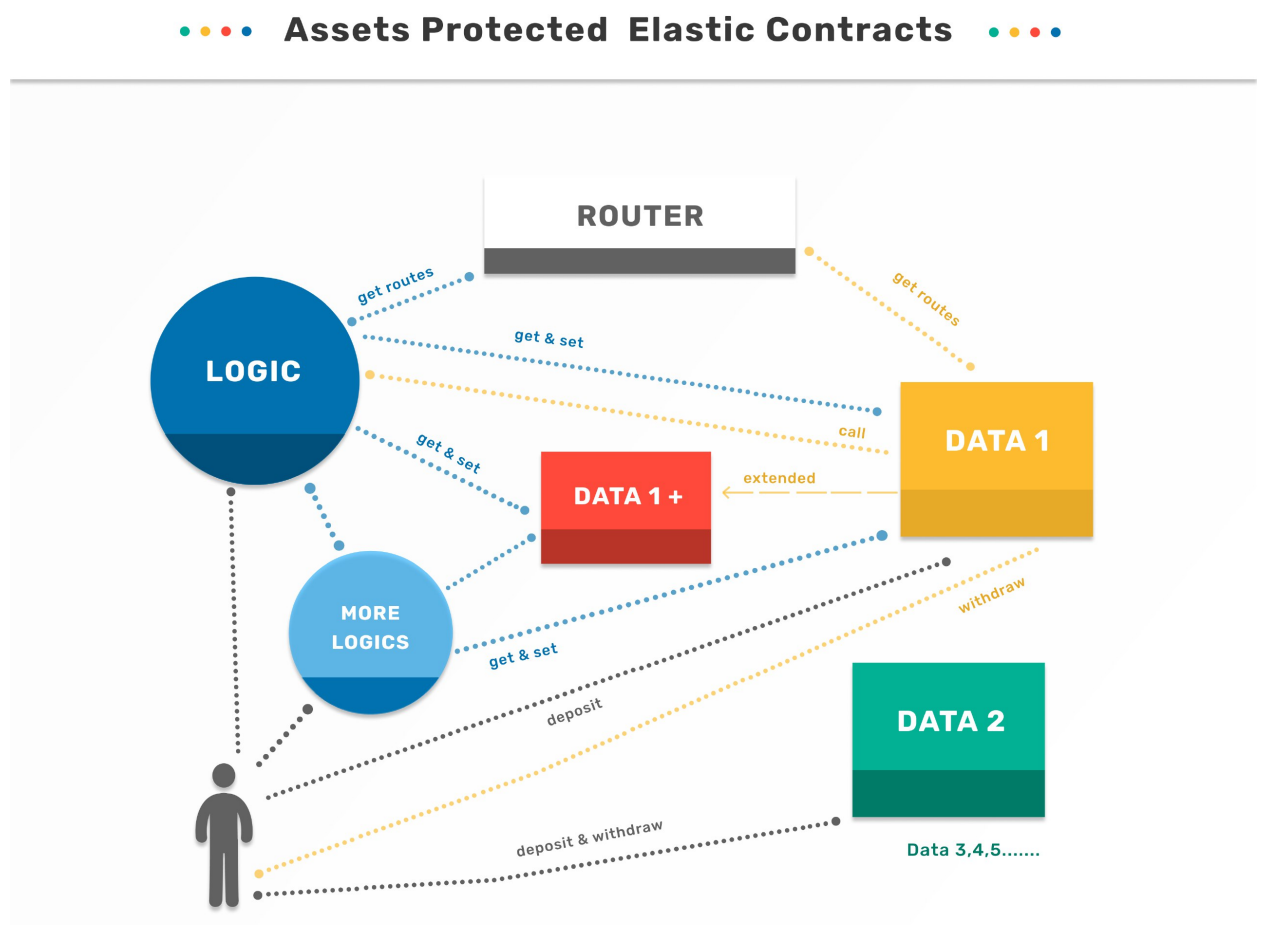 Assets Protected Elastic Contracts
ROUTER
get routes
get routes
LOGIC
get & set
call
DATA 1
get & set
extended
DATA 1 +
MORE
LOGICS
get & set
withdraw
deposit
DATA 2
deposit & withdraw
Data 3,4,5.......